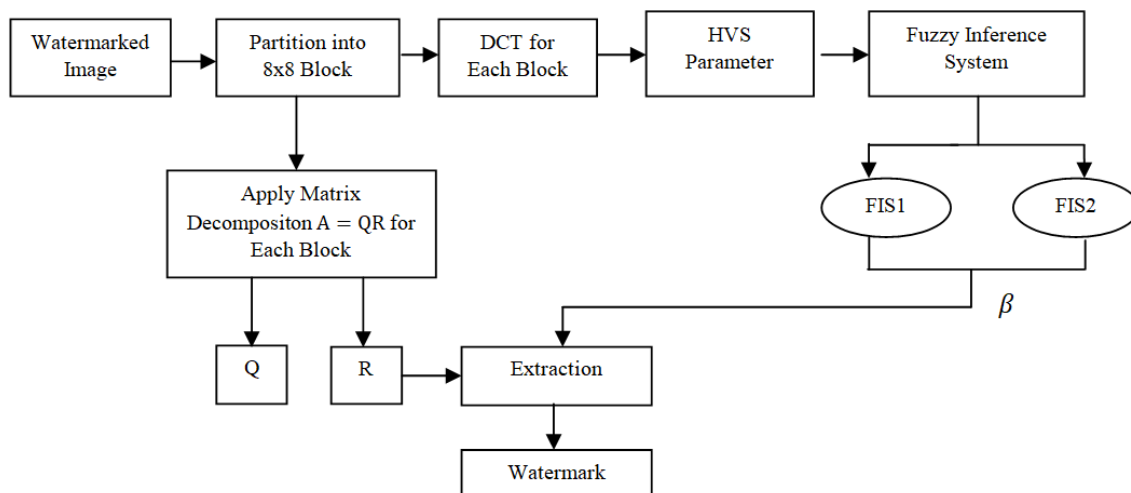 Watermarked
Image
Partition into
8x8 Block
DCT for
Each Block
HVS
Parameter
Fuzzy Inference
System
Apply Matrix
Decompositon A = QR for
Each Block
FIS1
FIS2
β
Q
R
Extraction
Watermark